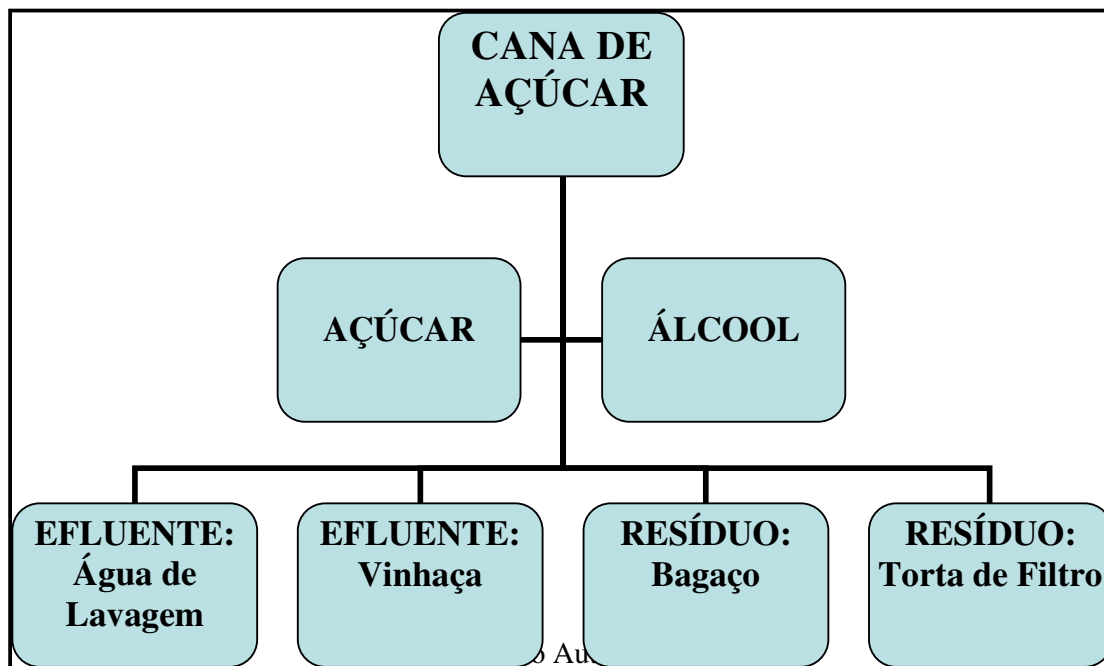 CANA DE
AÇÚCAR
AÇÚCAR
ÁLCOOL
EFLUENTE:
Água de
Lavagem
EFLUENTE:
Vinhaça
RESÍDUO:
Bagaço
RESÍDUO:
Torta de Filtro